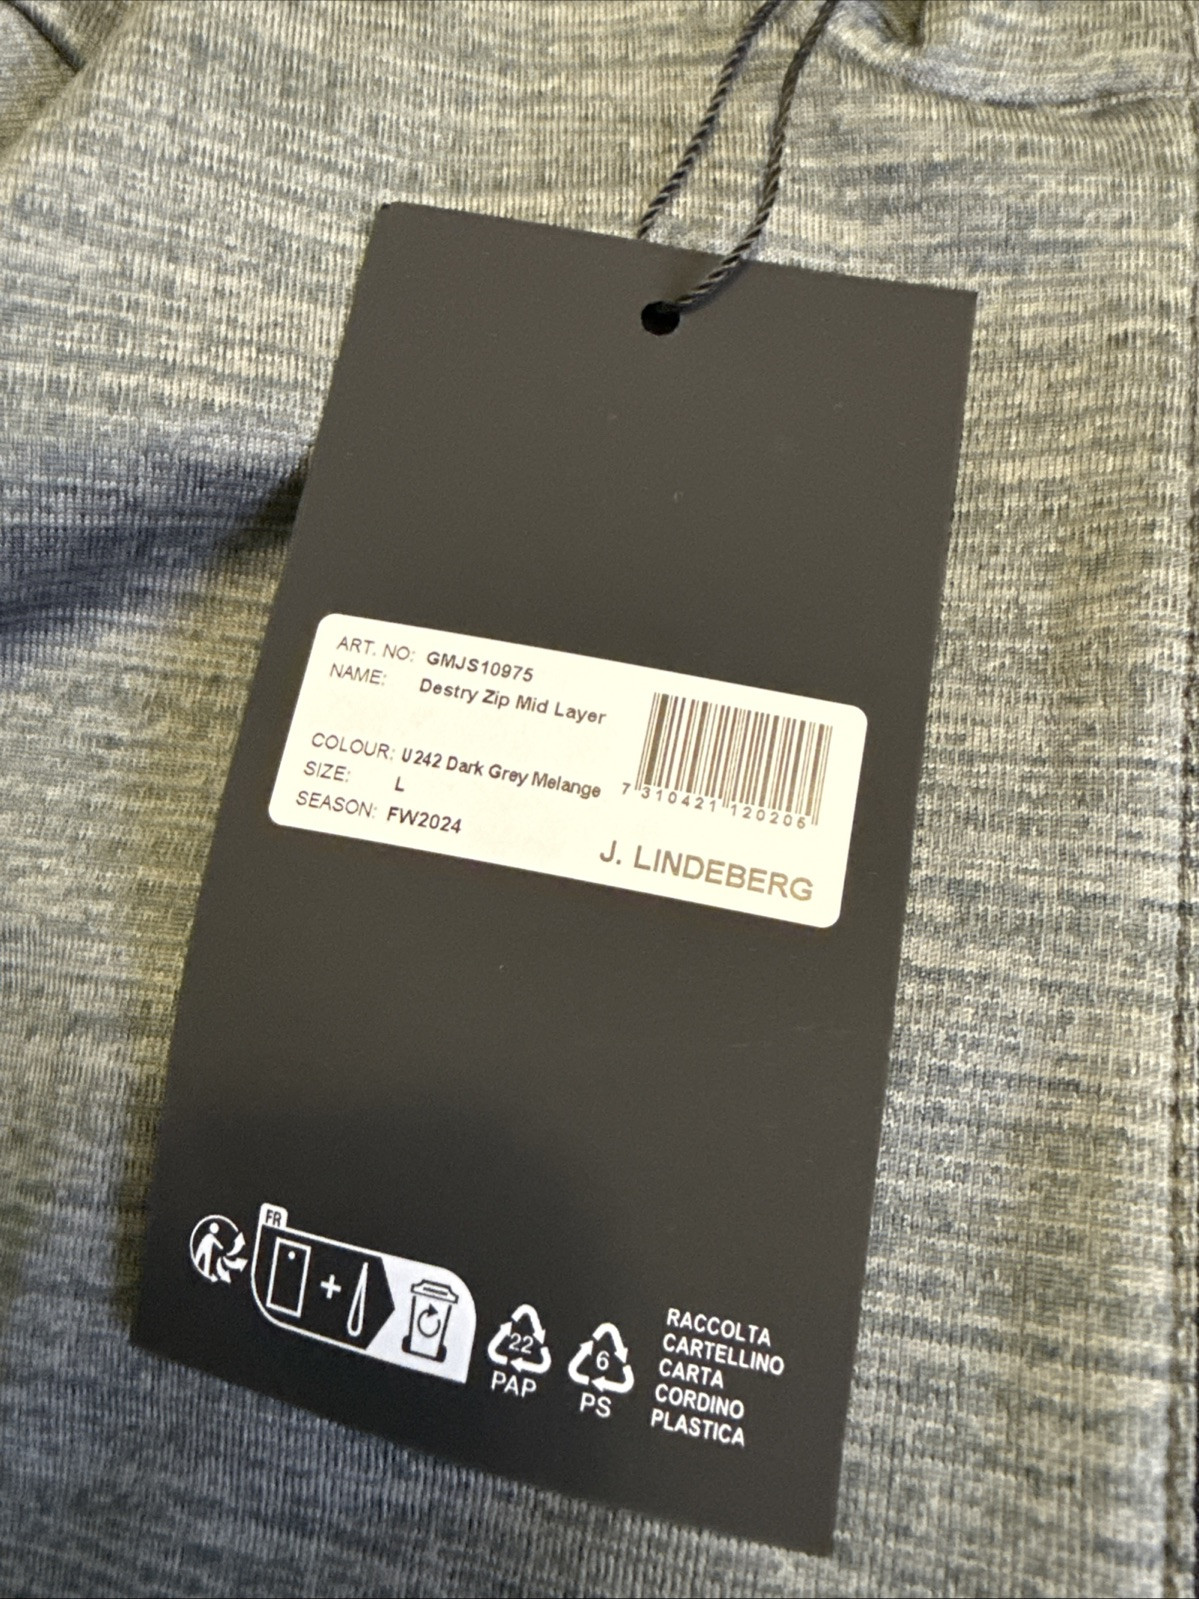 ART. NO: GMJS10975
NAME: Destry Zip Mid Layer
COLOUR: U242 Dark Grey Melange
SIZE: L
SEASON: FW2024
7 310421 120205
J. LINDEBERG
FR
22
PAP
6
PS
RACCOLTA
CARTELLINO
CARTA
CORDINO
PLASTICA